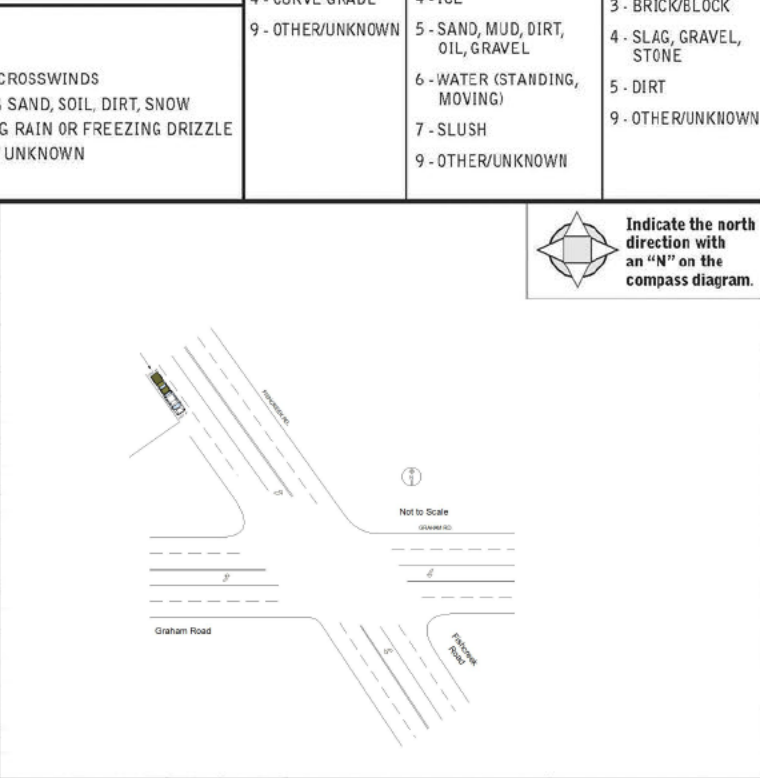 4 - CURVE GRADE
9 - OTHER/UNKNOWN
4 - ICE
5 - SAND, MUD, DIRT,
OIL, GRAVEL
6 - WATER (STANDING,
MOVING)
7 - SLUSH
9 - OTHER/UNKNOWN
3 - BRICK/BLOCK
4 - SLAG, GRAVEL,
STONE
5 - DIRT
9 - OTHER/UNKNOWN
CROSSWINDS
SAND, SOIL, DIRT, SNOW
G RAIN OR FREEZING DRIZZLE
UNKNOWN
Indicate the north
direction with
an “N” on the
compass diagram.
FISHCREEK RD.
Not to Scale
GRAHAM RD.
Graham Road
Fishcreek
Road